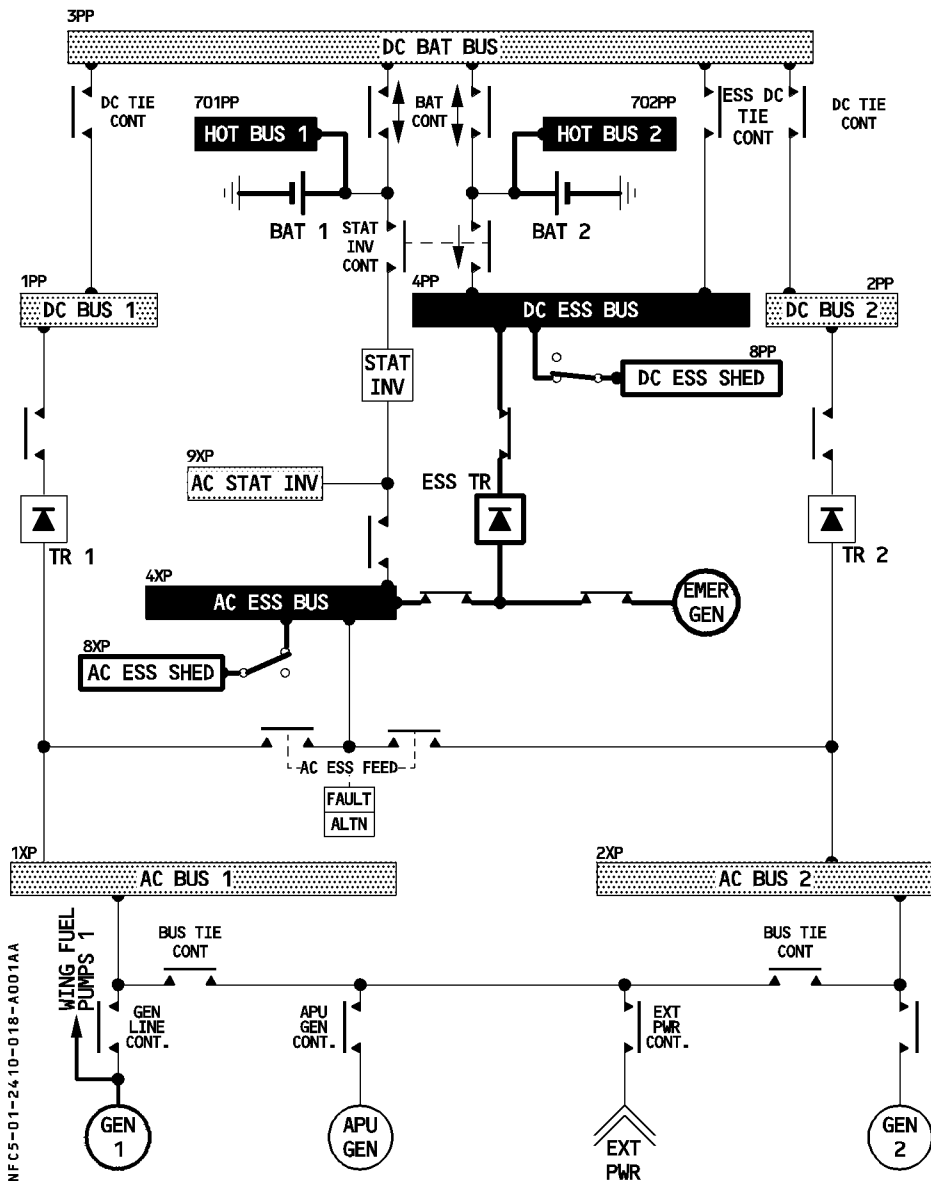 3PP
DC BAT BUS
DC TIE
CONT
701PP
HOT BUS 1
BAT
CONT
702PP
HOT BUS 2
ESS DC
TIE
CONT
DC TIE
CONT
BAT 1
STAT
INV
CONT
BAT 2
1PP
DC BUS 1
4PP
DC ESS BUS
2PP
DC BUS 2
STAT
INV
8PP
DC ESS SHED
9XP
AC STAT INV
ESS TR
TR 1
TR 2
4XP
AC ESS BUS
EMER
GEN
8XP
AC ESS SHED
AC ESS FEED
FAULT
ALTN
1XP
AC BUS 1
2XP
AC BUS 2
WING FUEL
PUMPS 1
BUS TIE
CONT
BUS TIE
CONT
GEN
LINE
CONT.
APU
GEN
CONT.
EXT
PWR
CONT.
GEN
1
APU
GEN
EXT
PWR
GEN
2
NFC5-01-2410-018-A001AA